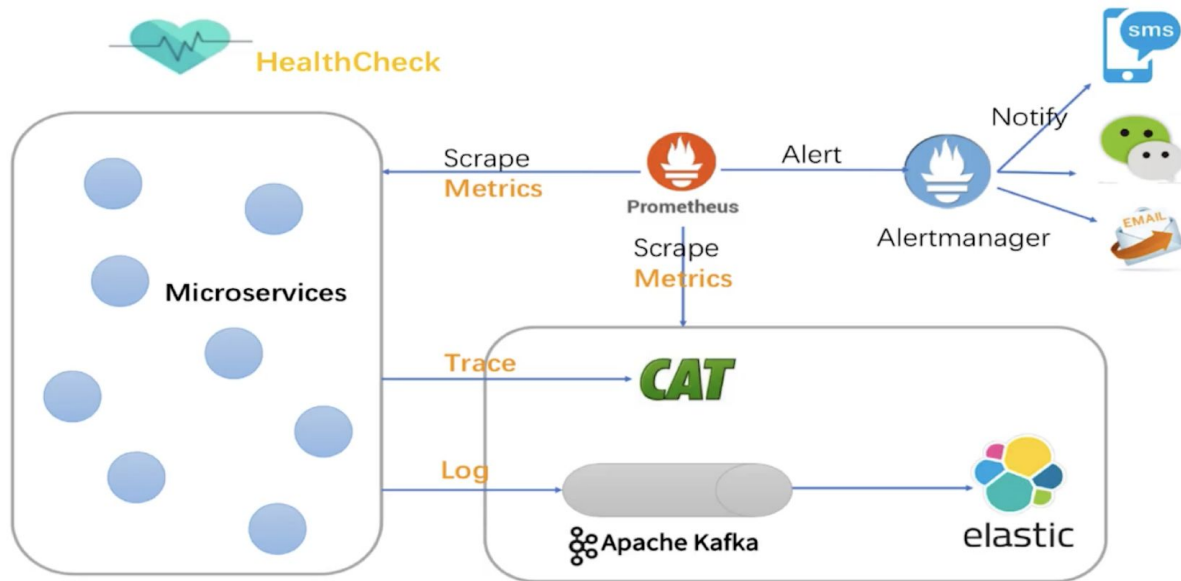 sms
HealthCheck
Notify
Scrape
Metrics
Alert
Prometheus
EMAIL
Alertmanager
Scrape
Metrics
Microservices
Trace
CAT
Log
Apache Kafka
elastic